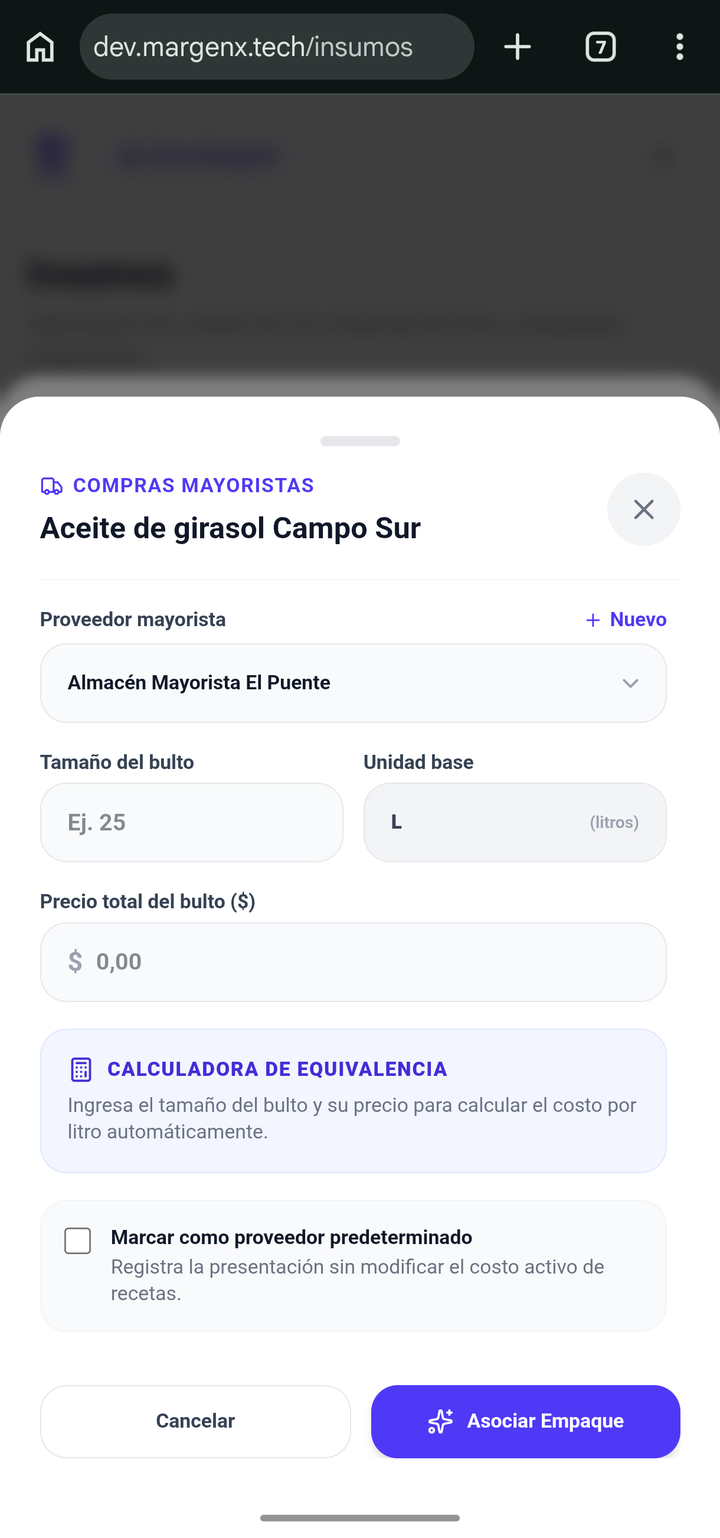 dev.margenx.tech/insumos
7
COMPRAS MAYORISTAS
Aceite de girasol Campo Sur
Proveedor mayorista
+ Nuevo
Almacén Mayorista El Puente
Tamaño del bulto
Unidad base
Ej. 25
L
(litros)
Precio total del bulto ($)
$ 0,00
CALCULADORA DE EQUIVALENCIA
Ingresa el tamaño del bulto y su precio para calcular el costo por
litro automáticamente.
Marcar como proveedor predeterminado
Registra la presentación sin modificar el costo activo de
recetas.
Cancelar
Asociar Empaque